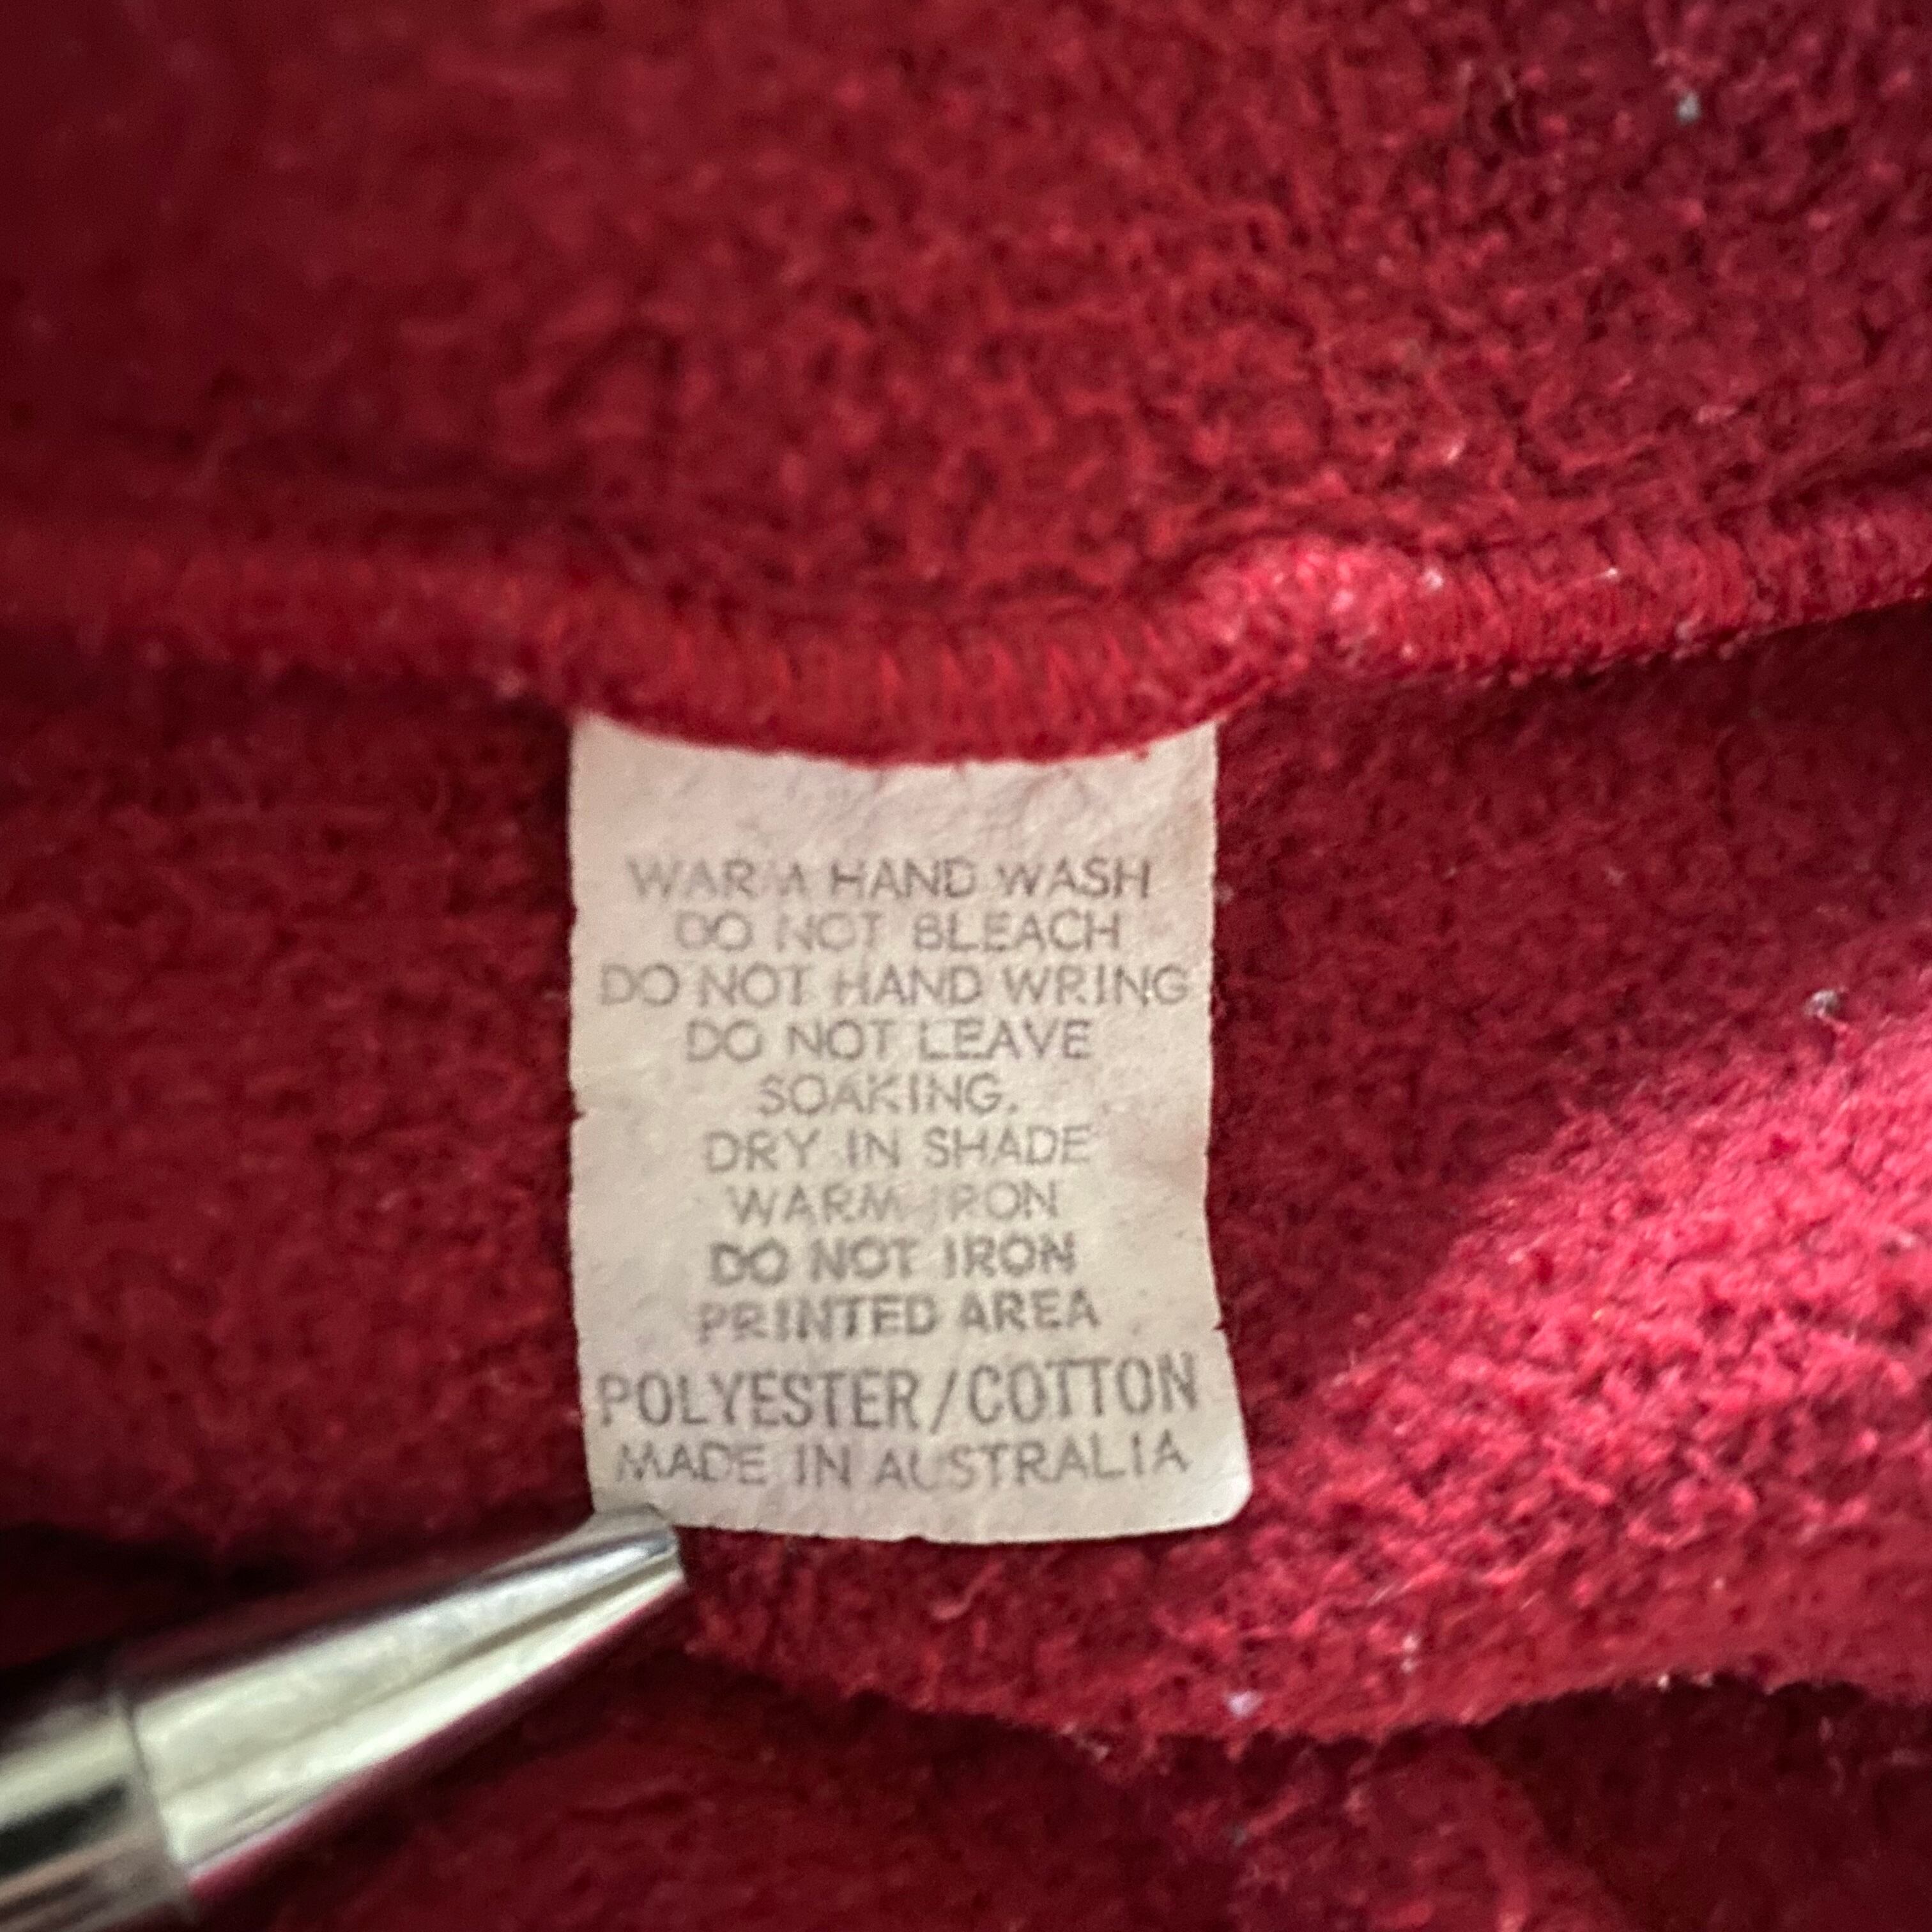 WARM HAND WASH
DO NOT BLEACH
DO NOT HAND WRING
DO NOT LEAVE
SOAKING.
DRY IN SHADE
WARM IRON
DO NOT IRON
PRINTED AREA
POLYESTER/COTTON
MADE IN AUSTRALIA